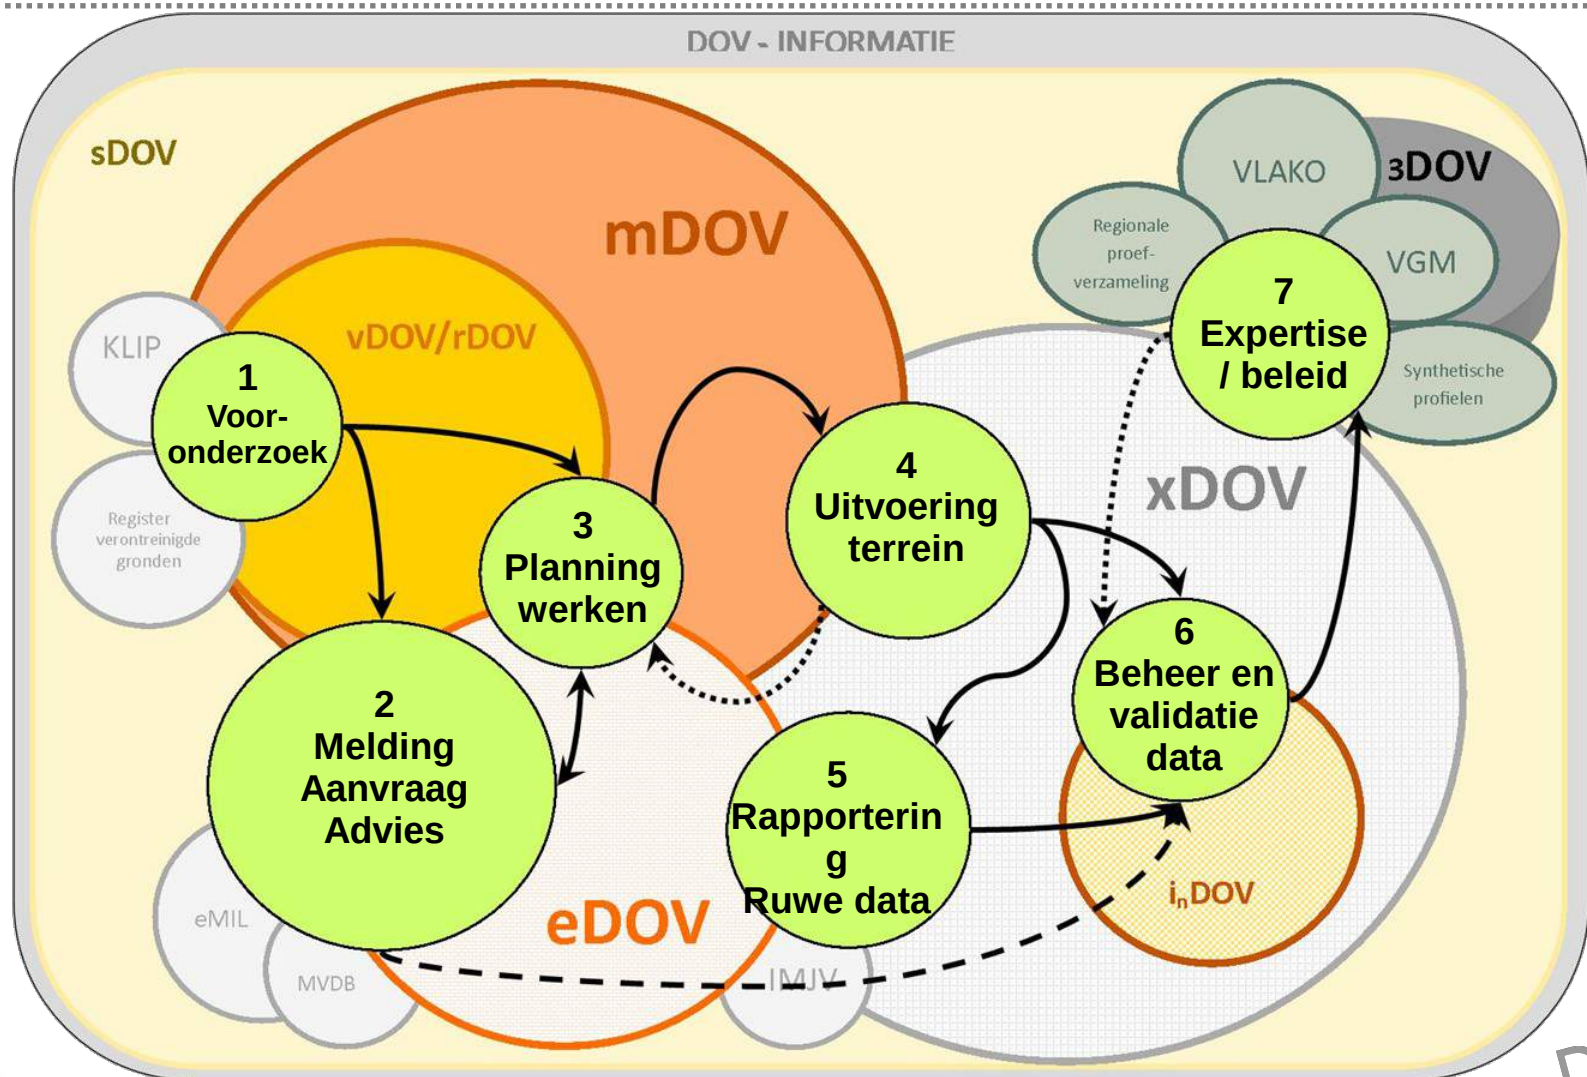 DOV - INFORMATIE
sDOV
mDOV
vDOV/rDOV
KLIP
Register
verontreinigde
gronden
1
Voor-
onderzoek
2
Melding
Aanvraag
Advies
3
Planning
werken
4
Uitvoering
terrein
5
Rapporterin
g
Ruwe data
6
Beheer en
validatie
data
7
Expertise
/ beleid
VLAKO
3DOV
Regionale
proef-
verzameling
VGM
Synthetische
profielen
xDOV
inDOV
eDOV
eMIL
MVDB
IMJV